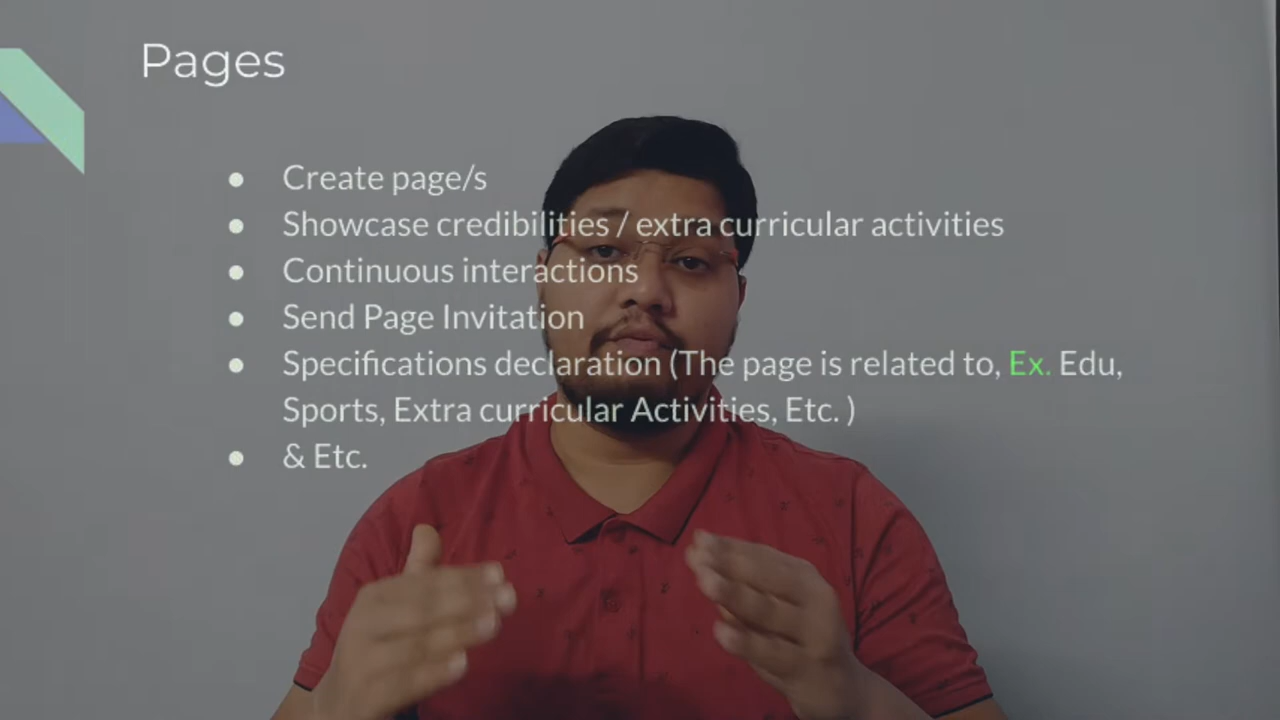 Pages
● Create page/s
● Showcase credibilities / extra curricular activities
● Continuous interactions
● Send Page Invitation
● Specifications declaration (The page is related to, Ex. Edu,
Sports, Extra curricular Activities, Etc. )
● & Etc.